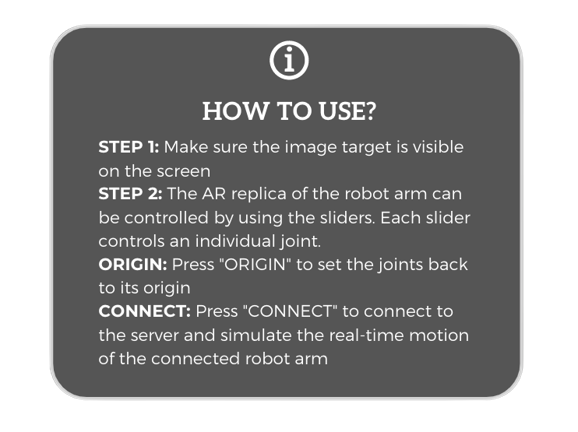 HOW TO USE?
STEP 1: Make sure the image target is visible
on the screen
STEP 2: The AR replica of the robot arm can
be controlled by using the sliders. Each slider
controls an individual joint.
ORIGIN: Press "ORIGIN" to set the joints back
to its origin
CONNECT: Press "CONNECT" to connect to
the server and simulate the real-time motion
of the connected robot arm